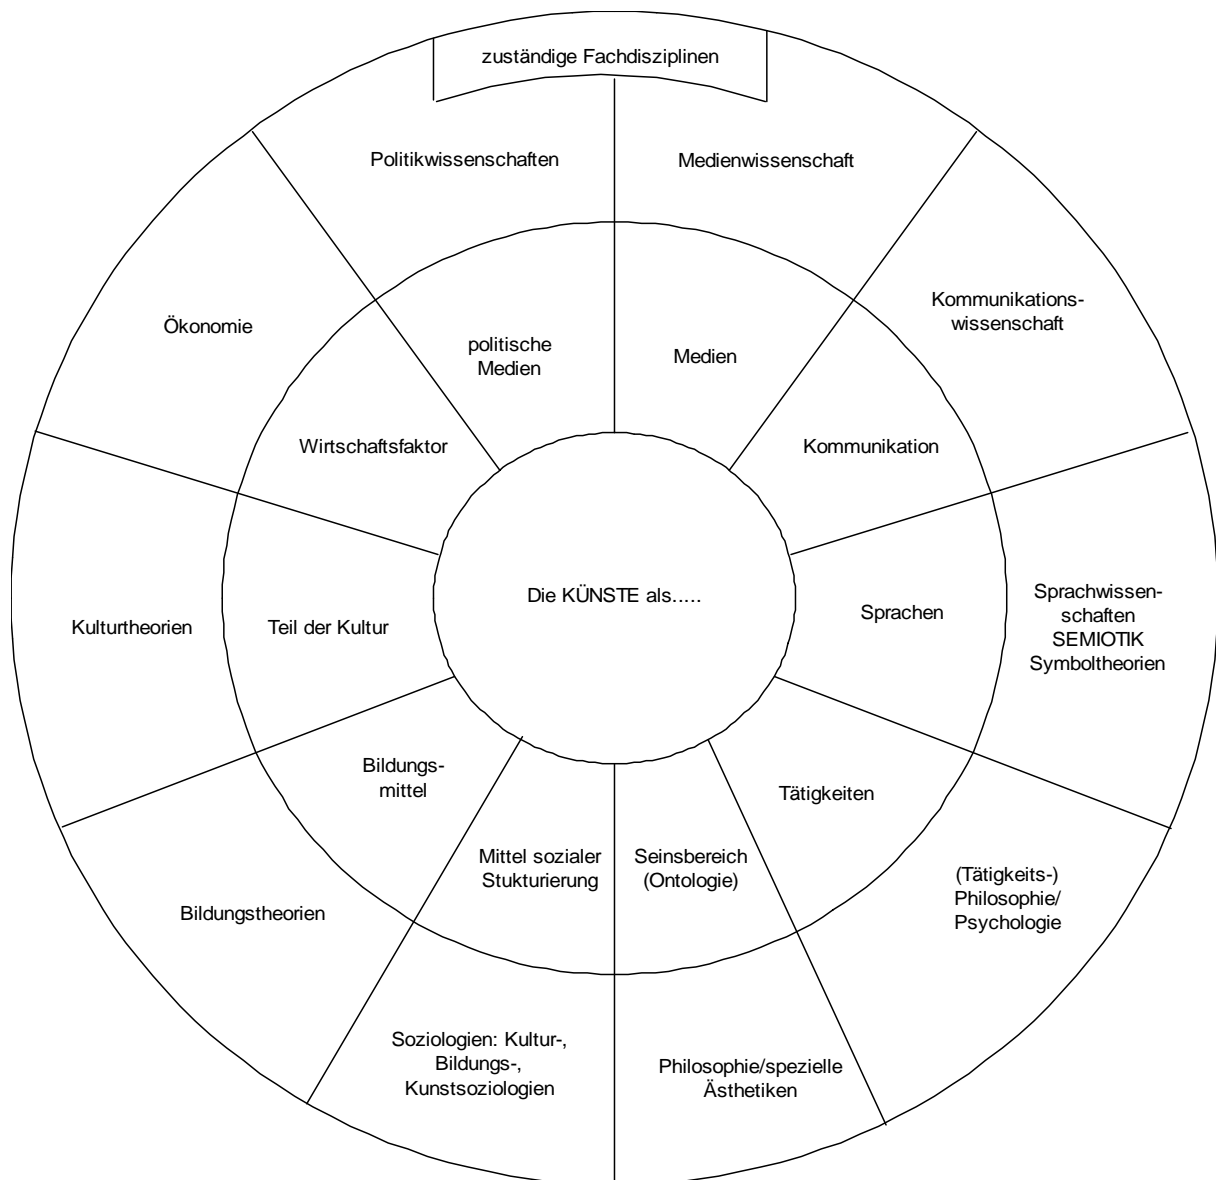 zuständige Fachdisziplinen
Politikwissenschaften
Medienwissenschaft
Kommunikations-
wissenschaft
Ökonomie
politische
Medien
Medien
Wirtschaftsfaktor
Kommunikation
Die KÜNSTE als.....
Kulturtheorien
Teil der Kultur
Sprachen
Sprachwissen-
schaften
SEMIOTIK
Symboltheorien
Bildungs-
mittel
Tätigkeiten
Mittel sozialer
Stukturierung
Seinsbereich
(Ontologie)
Bildungstheorien
(Tätigkeits-)
Philosophie/
Psychologie
Soziologien: Kultur-,
Bildungs-,
Kunstsoziologien
Philosophie/spezielle
Ästhetiken